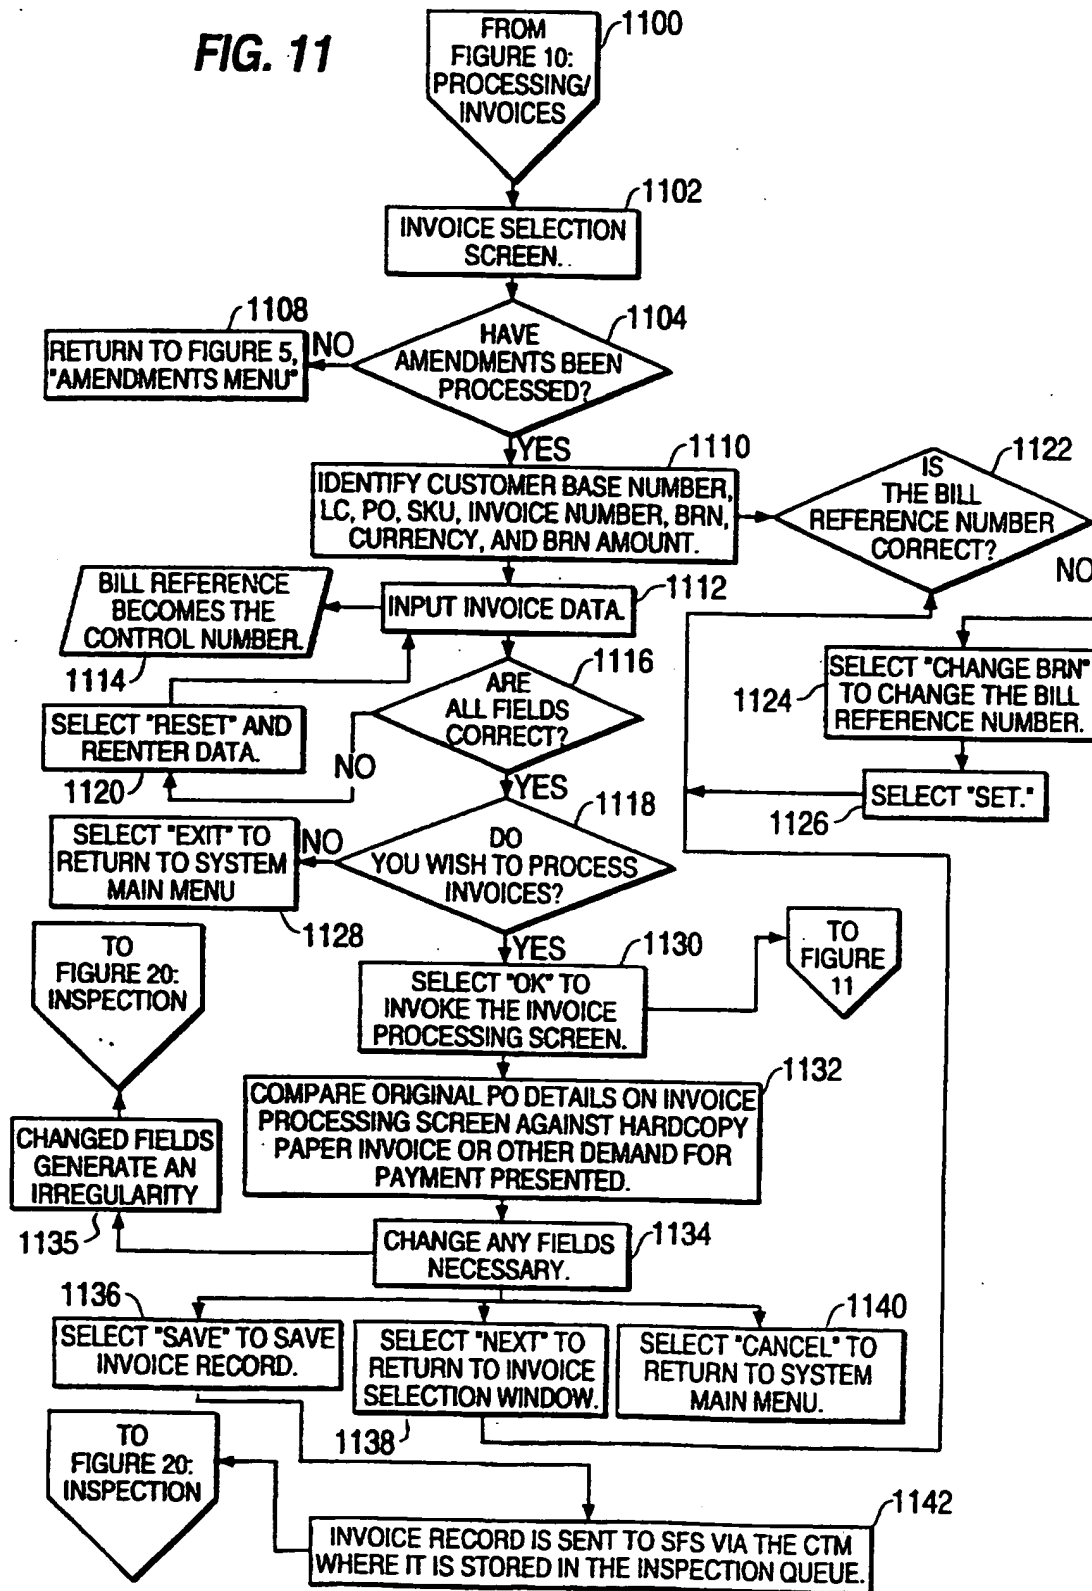 FIG. 11
FROM
FIGURE 10:
PROCESSING/
INVOICES
1100
1102
INVOICE SELECTION
SCREEN.
1104
HAVE
AMENDMENTS BEEN
PROCESSED?
NO
1108
RETURN TO FIGURE 5,
"AMENDMENTS MENU"
YES
1110
IDENTIFY CUSTOMER BASE NUMBER,
LC, PO, SKU, INVOICE NUMBER, BRN,
CURRENCY, AND BRN AMOUNT.
1122
IS
THE BILL
REFERENCE NUMBER
CORRECT?
NO
1112
INPUT INVOICE DATA.
BILL REFERENCE
BECOMES THE
CONTROL NUMBER.
1114
1116
ARE
ALL FIELDS
CORRECT?
1124
SELECT "CHANGE BRN"
TO CHANGE THE BILL
REFERENCE NUMBER.
SELECT "RESET" AND
REENTER DATA.
1120
NO
YES
SELECT "SET."
1126
1118
DO
YOU WISH TO PROCESS
INVOICES?
NO
SELECT "EXIT" TO
RETURN TO SYSTEM
MAIN MENU
1128
YES
1130
SELECT "OK" TO
INVOKE THE INVOICE
PROCESSING SCREEN.
TO
FIGURE
11
TO
FIGURE 20:
INSPECTION
1132
COMPARE ORIGINAL PO DETAILS ON INVOICE
PROCESSING SCREEN AGAINST HARDCOPY
PAPER INVOICE OR OTHER DEMAND FOR
PAYMENT PRESENTED.
CHANGED FIELDS
GENERATE AN
IRREGULARITY
1135
1134
CHANGE ANY FIELDS
NECESSARY.
1136
SELECT "SAVE" TO SAVE
INVOICE RECORD.
SELECT "NEXT" TO
RETURN TO INVOICE
SELECTION WINDOW.
1138
1140
SELECT "CANCEL" TO
RETURN TO SYSTEM
MAIN MENU.
TO
FIGURE 20:
INSPECTION
1142
INVOICE RECORD IS SENT TO SFS VIA THE CTM
WHERE IT IS STORED IN THE INSPECTION QUEUE.